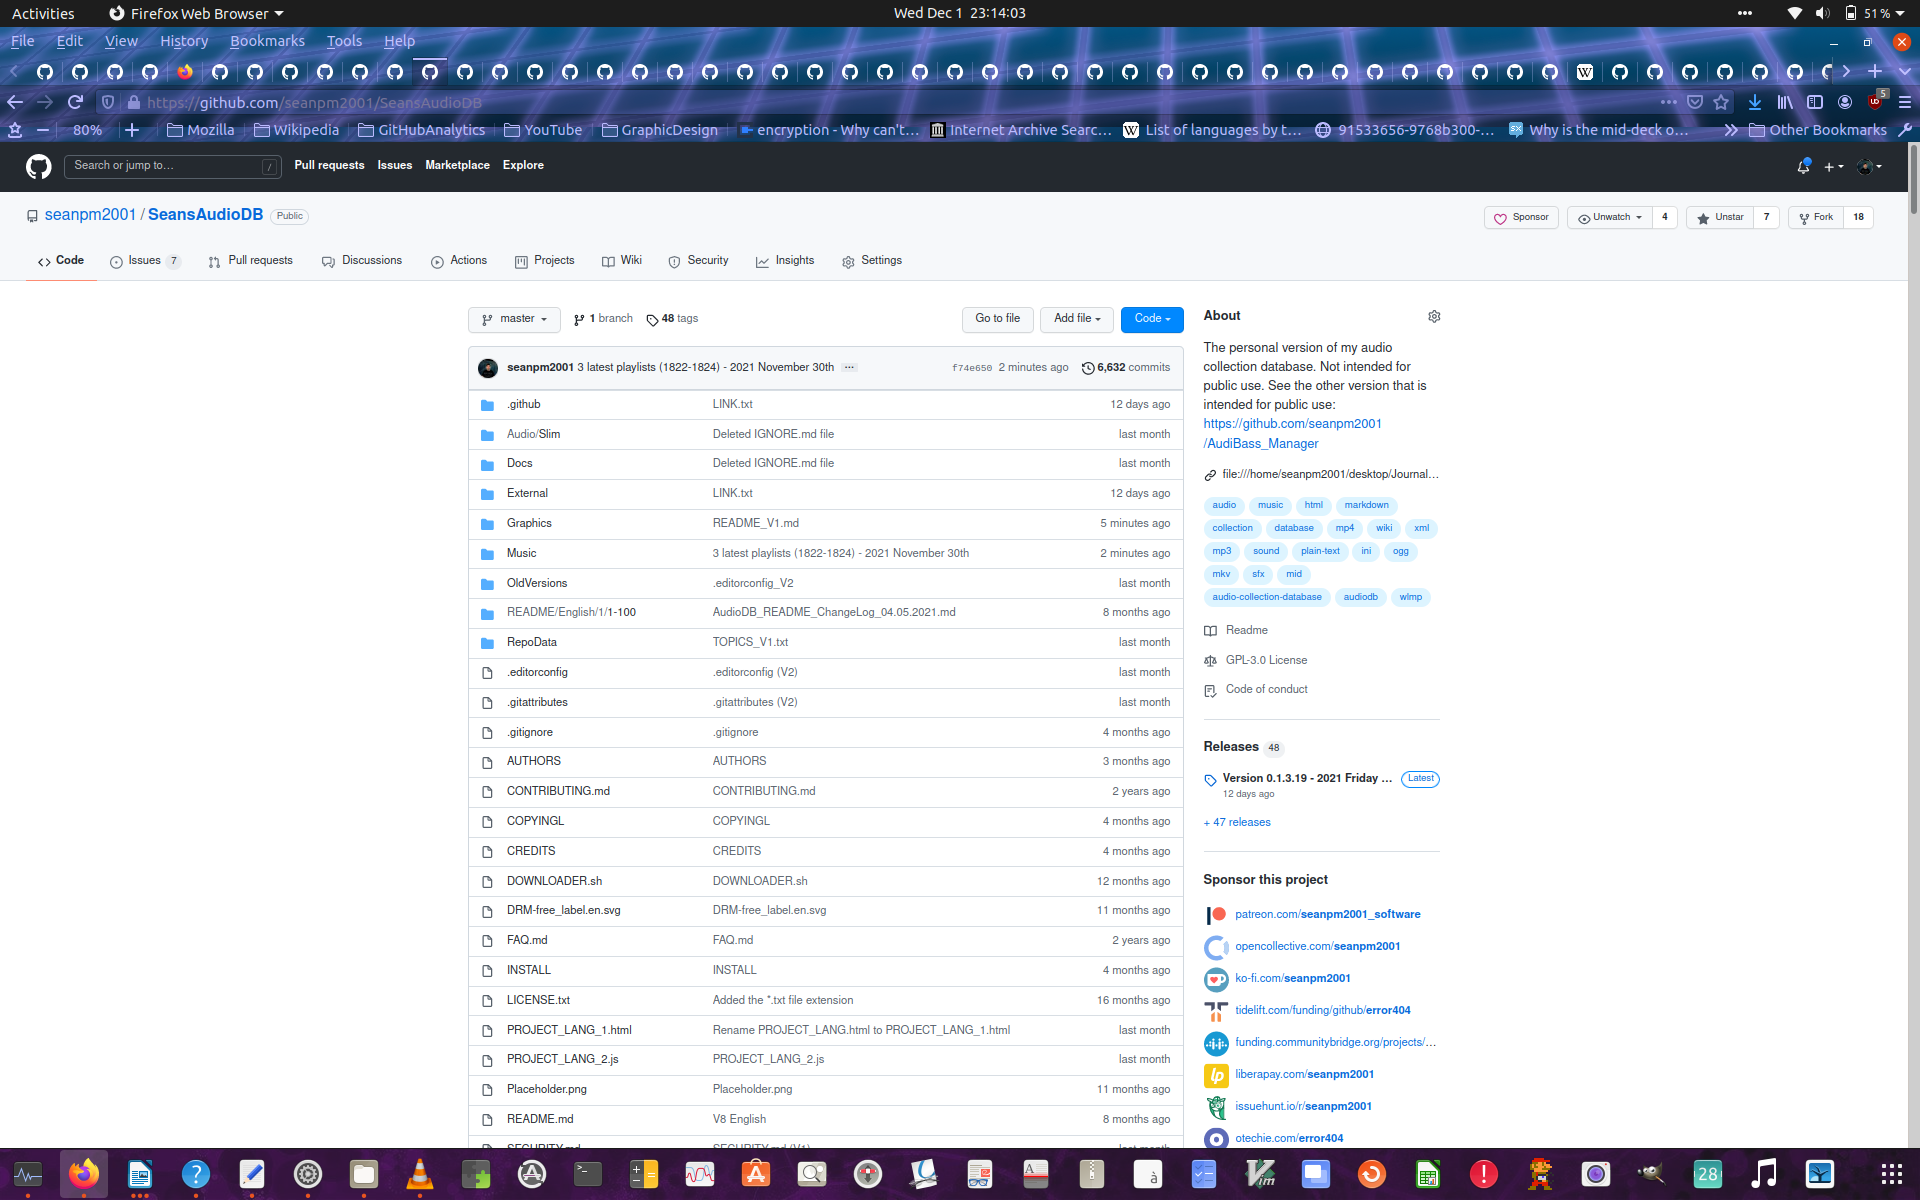 Activities
Firefox Web Browser
Wed Dec 1 23:14:03
51 %
File Edit View History Bookmarks Tools Help
https://github.com/seanpm2001/SeansAudioDB
5
80%
Mozilla
Wikipedia
GitHubAnalytics
YouTube
GraphicDesign
encryption - Why can't…
Internet Archive Searc…
List of languages by t…
91533656-9768b300-…
Why is the mid-deck o…
Other Bookmarks
Search or jump to…
/
Pull requests Issues Marketplace Explore
seanpm2001 / SeansAudioDB Public
Sponsor
Unwatch 4
Unstar 7
Fork 18
Code
Issues 7
Pull requests
Discussions
Actions
Projects
Wiki
Security
Insights
Settings
master
1 branch
48 tags
Go to file
Add file
Code
seanpm2001 3 latest playlists (1822-1824) - 2021 November 30th … f74e650 2 minutes ago 6,632 commits
.github LINK.txt 12 days ago
Audio/Slim Deleted IGNORE.md file last month
Docs Deleted IGNORE.md file last month
External LINK.txt 12 days ago
Graphics README_V1.md 5 minutes ago
Music 3 latest playlists (1822-1824) - 2021 November 30th 2 minutes ago
OldVersions .editorconfig_V2 last month
README/English/1/1-100 AudioDB_README_ChangeLog_04.05.2021.md 8 months ago
RepoData TOPICS_V1.txt last month
.editorconfig .editorconfig (V2) last month
.gitattributes .gitattributes (V2) last month
.gitignore .gitignore 4 months ago
AUTHORS AUTHORS 3 months ago
CONTRIBUTING.md CONTRIBUTING.md 2 years ago
COPYINGL COPYINGL 4 months ago
CREDITS CREDITS 4 months ago
DOWNLOADER.sh DOWNLOADER.sh 12 months ago
DRM-free_label.en.svg DRM-free_label.en.svg 11 months ago
FAQ.md FAQ.md 2 years ago
INSTALL INSTALL 4 months ago
LICENSE.txt Added the *.txt file extension 16 months ago
PROJECT_LANG_1.html Rename PROJECT_LANG.html to PROJECT_LANG_1.html last month
PROJECT_LANG_2.js PROJECT_LANG_2.js last month
Placeholder.png Placeholder.png 11 months ago
README.md V8 English 8 months ago
SECURITY.md SECURITY.md (V1) last month
About
The personal version of my audio
collection database. Not intended for
public use. See the other version that is
intended for public use:
https://github.com/seanpm2001
/AudiBass_Manager
file:///home/seanpm2001/desktop/Journal…
audio music html markdown
collection database mp4 wiki xml
mp3 sound plain-text ini ogg
mkv sfx mid
audio-collection-database audiodb wlmp
Readme
GPL-3.0 License
Code of conduct
Releases 48
Version 0.1.3.19 - 2021 Friday … Latest
12 days ago
+ 47 releases
Sponsor this project
patreon.com/seanpm2001_software
opencollective.com/seanpm2001
ko-fi.com/seanpm2001
tidelift.com/funding/github/error404
funding.communitybridge.org/projects/…
liberapay.com/seanpm2001
issuehunt.io/r/seanpm2001
otechie.com/error404
28